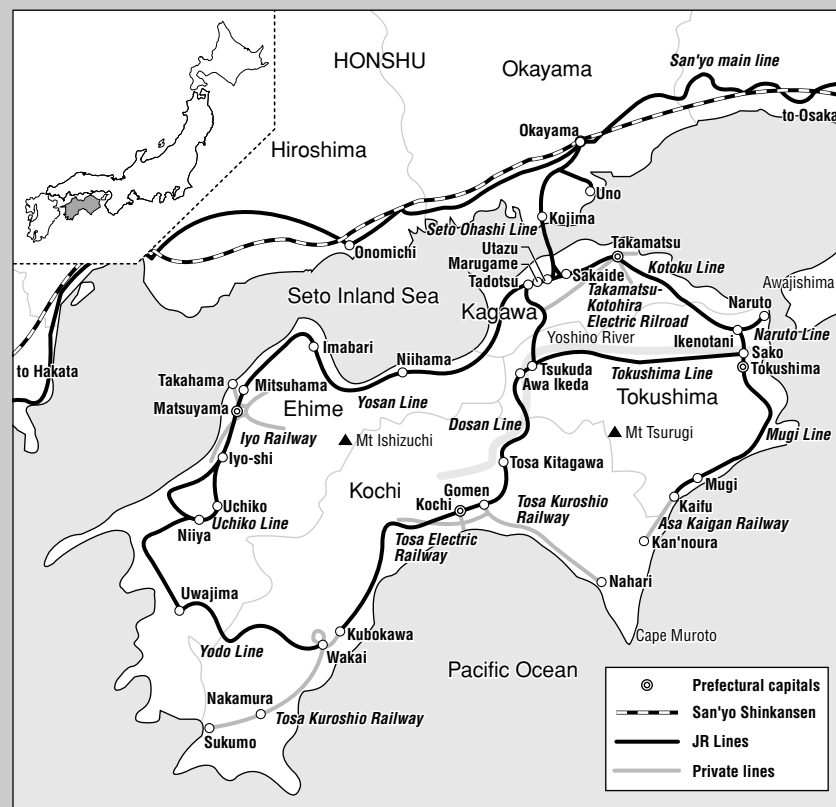 HONSHU
Okayama
San'yo main line
to Osaka
Okayama
Hiroshima
Uno
Kojima
Seto Ohashi Line
Onomichi
Utazu
Marugame
Tadotsu
Sakaide
Takamatsu
Kotoku Line
Seto Inland Sea
Kagawa
Takamatsu-
Kotohira
Electric Rilroad
Awajishima
Naruto
Naruto Line
Ikenotani
Yoshino River
Sako
Tokushima
to Hakata
Imabari
Niihama
Takahama
Mitsuhama
Yosan Line
Tsukuda
Awa Ikeda
Tokushima Line
Tokushima
Matsuyama
Ehime
Iyo Railway
Dosan Line
Mt Ishizuchi
Mt Tsurugi
Mugi Line
Iyo-shi
Tosa Kitagawa
Mugi
Kaifu
Uchiko
Uchiko Line
Niiya
Kochi
Gomen
Kochi
Tosa Kuroshio
Railway
Asa Kaigan Railway
Kan'noura
Tosa Electric
Railway
Nahari
Uwajima
Kubokawa
Cape Muroto
Yodo Line
Wakai
Pacific Ocean
Nakamura
Tosa Kuroshio Railway
Sukumo
Prefectural capitals
San'yo Shinkansen
JR Lines
Private lines